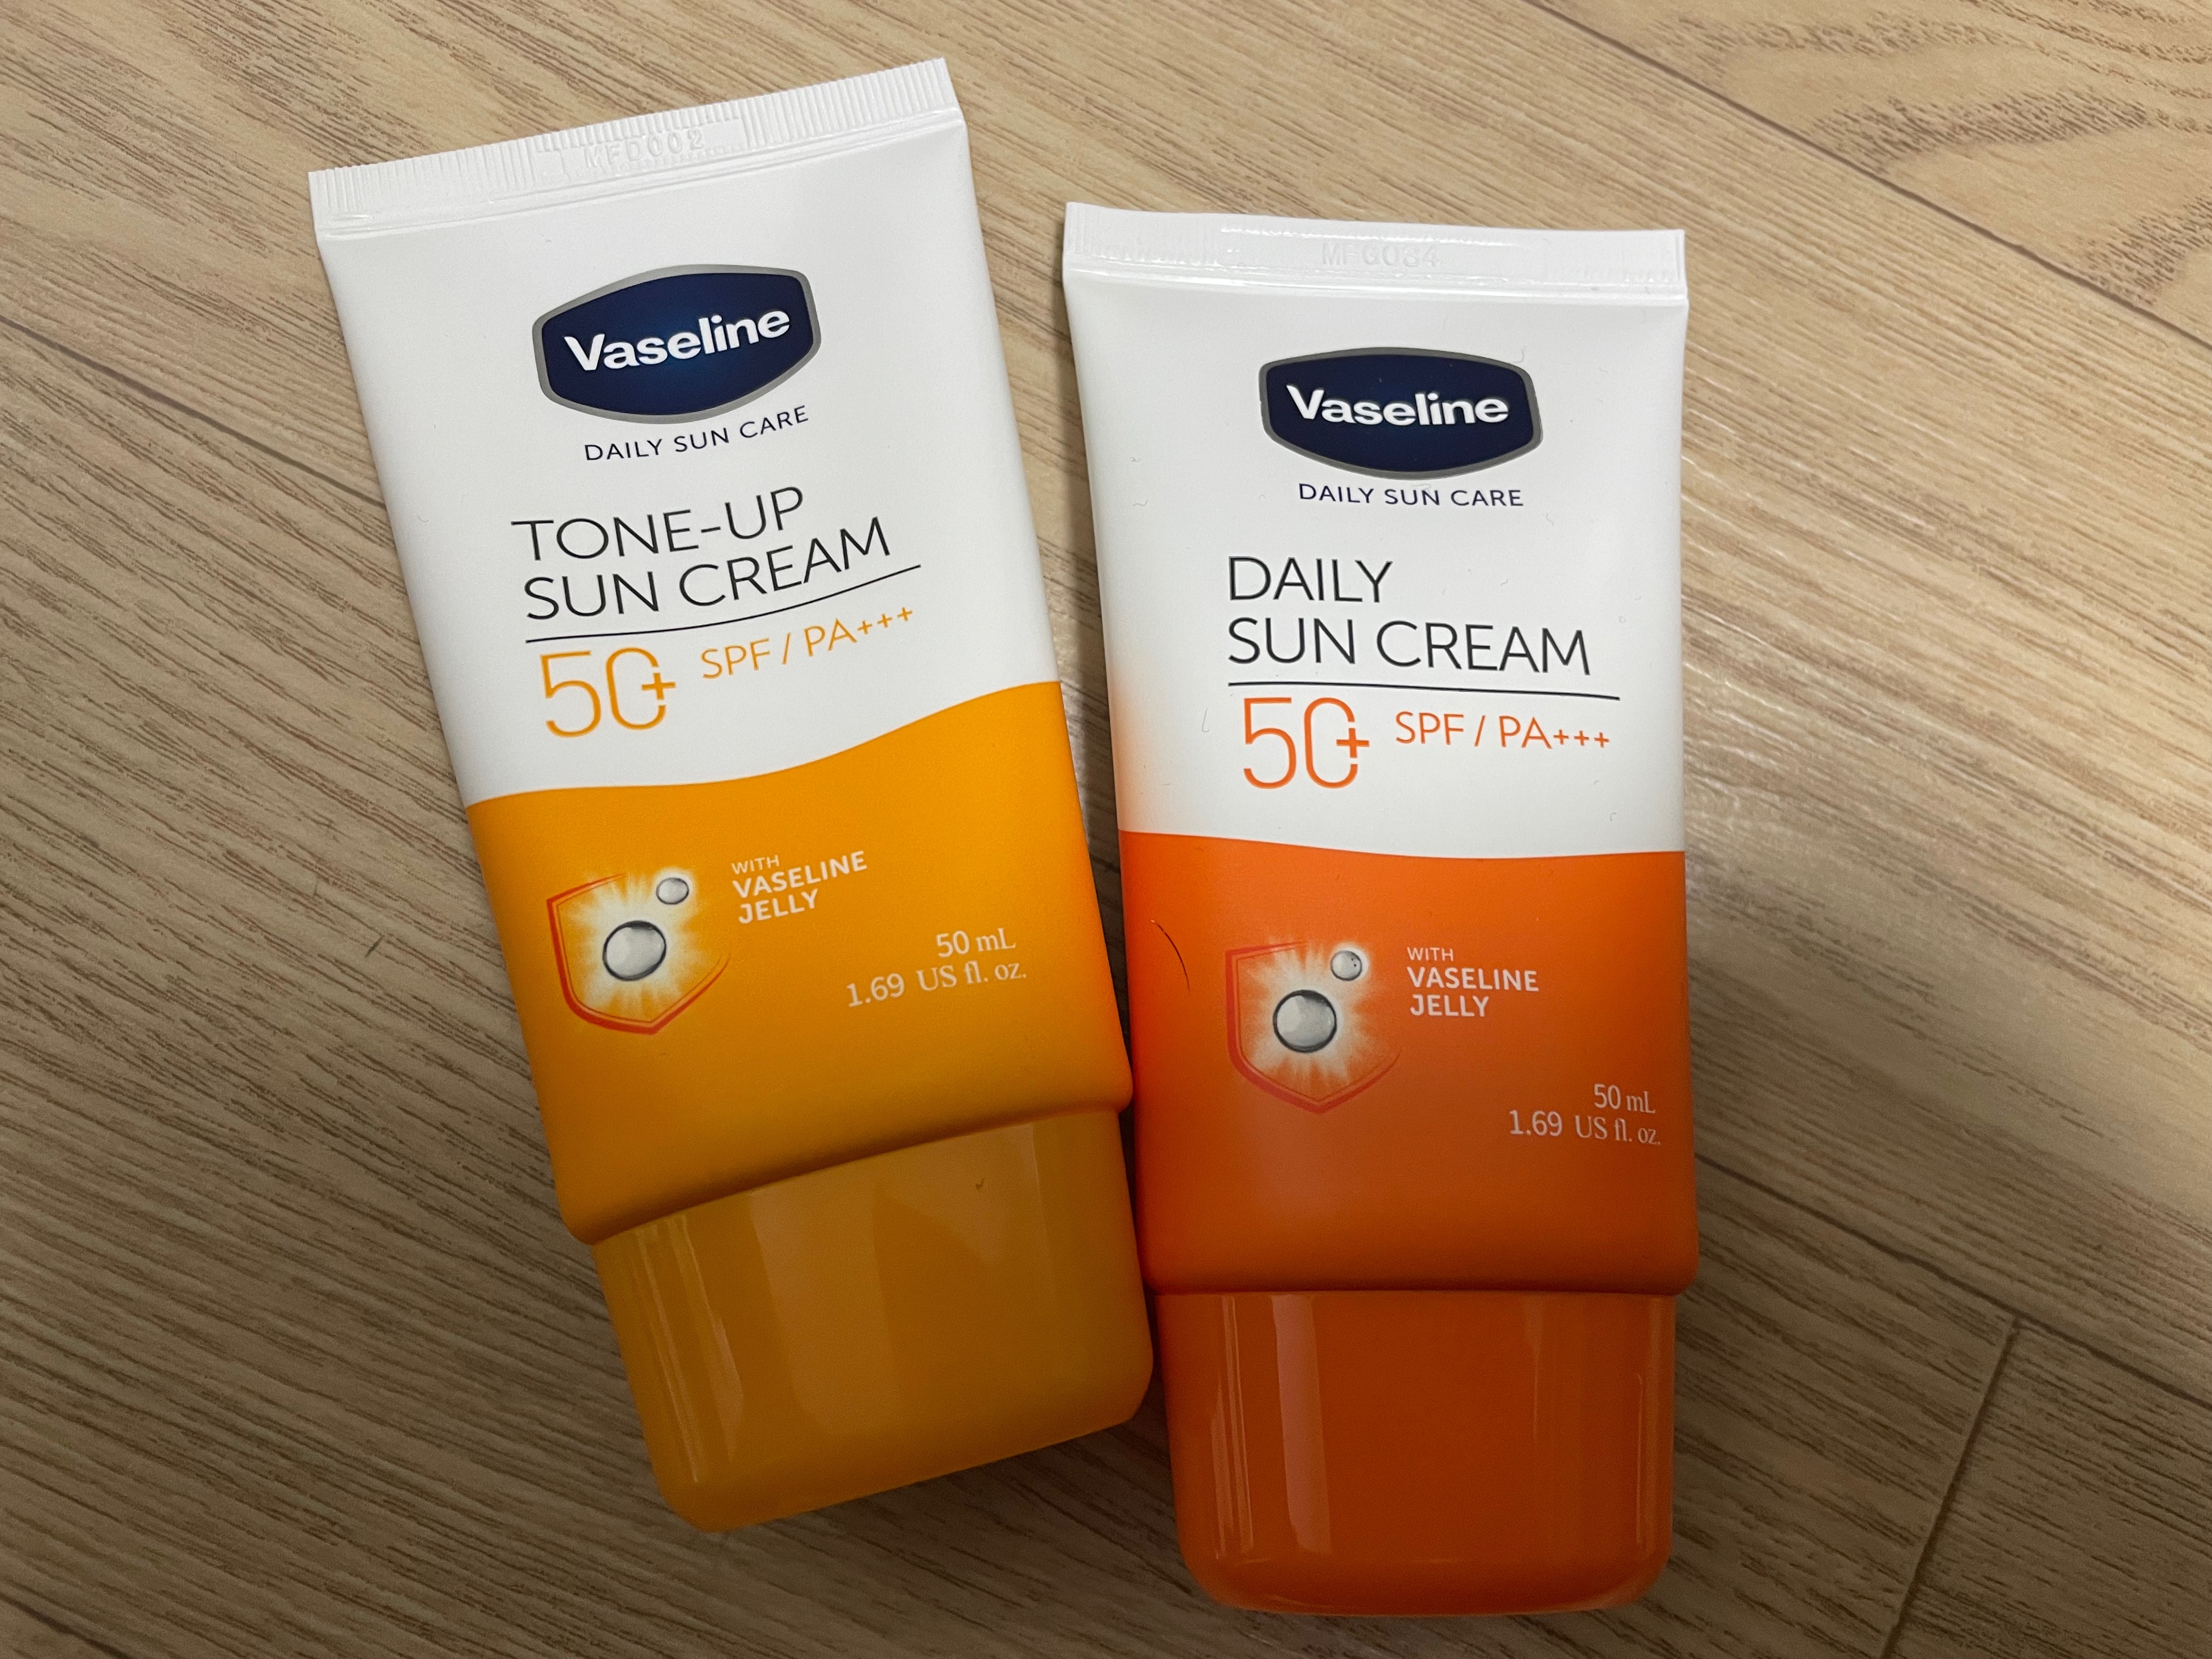 MFD002
Vaseline
DAILY SUN CARE
TONE-UP
SUN CREAM
50+ SPF / PA+++
WITH
VASELINE
JELLY
50 mL
1.69 US fl. oz.
MFG034
Vaseline
DAILY SUN CARE
DAILY
SUN CREAM
50+ SPF / PA+++
WITH
VASELINE
JELLY
50 mL
1.69 US fl. oz.